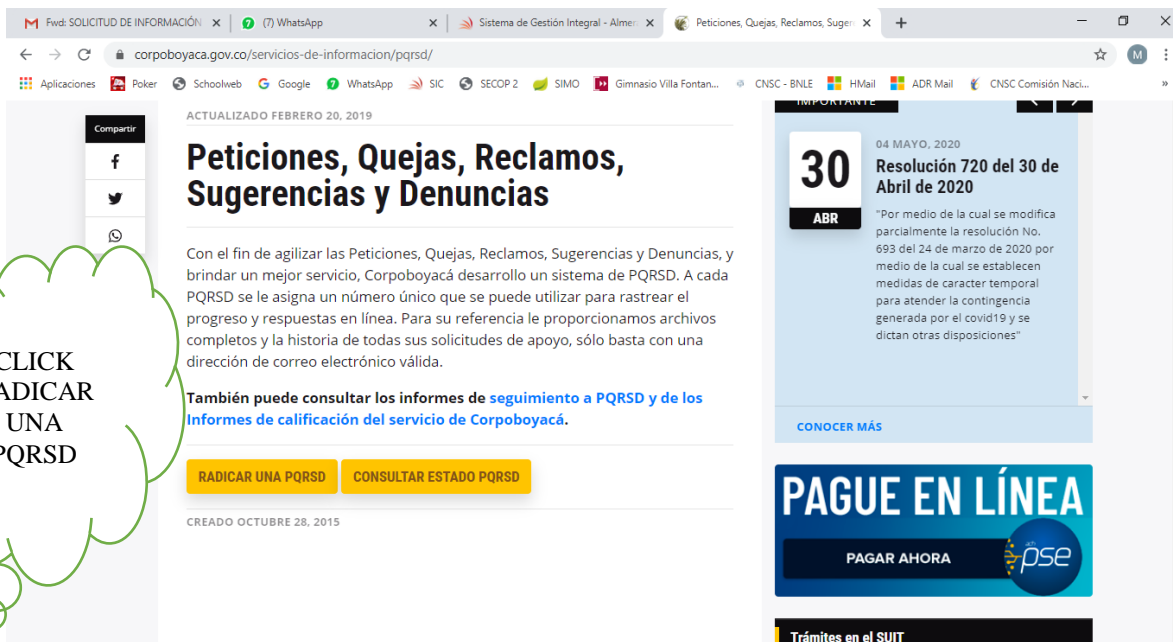 Fwd: SOLICITUD DE INFORMACIÓN
(7) WhatsApp
Sistema de Gestión Integral - Almer
Peticiones, Quejas, Reclamos, Suger
corpoboyaca.gov.co/servicios-de-informacion/pqrsd/
M
Aplicaciones Poker Schoolweb Google WhatsApp SIC SECOP 2 SIMO Gimnasio Villa Fontan... CNSC - BNLE HMail ADR Mail CNSC Comisión Naci... »
Compartir
ACTUALIZADO FEBRERO 20, 2019
Peticiones, Quejas, Reclamos,
Sugerencias y Denuncias
Con el fin de agilizar las Peticiones, Quejas, Reclamos, Sugerencias y Denuncias, y
brindar un mejor servicio, Corpoboyacá desarrollo un sistema de PQRSD. A cada
PQRSD se le asigna un número único que se puede utilizar para rastrear el
progreso y respuestas en línea. Para su referencia le proporcionamos archivos
completos y la historia de todas sus solicitudes de apoyo, sólo basta con una
dirección de correo electrónico válida.
También puede consultar los informes de seguimiento a PQRSD y de los
Informes de calificación del servicio de Corpoboyacá.
RADICAR UNA PQRSD
CONSULTAR ESTADO PQRSD
CREADO OCTUBRE 28, 2015
CLICK
RADICAR
UNA
PQRSD
IMPORTANTE
30
ABR
04 MAYO, 2020
Resolución 720 del 30 de
Abril de 2020
"Por medio de la cual se modifica
parcialmente la resolución No.
693 del 24 de marzo de 2020 por
medio de la cual se establecen
medidas de caracter temporal
para atender la contingencia
generada por el covid19 y se
dictan otras disposiciones"
CONOCER MÁS
PAGUE EN LÍNEA
PAGAR AHORA
ach
pse
Trámites en el SUIT